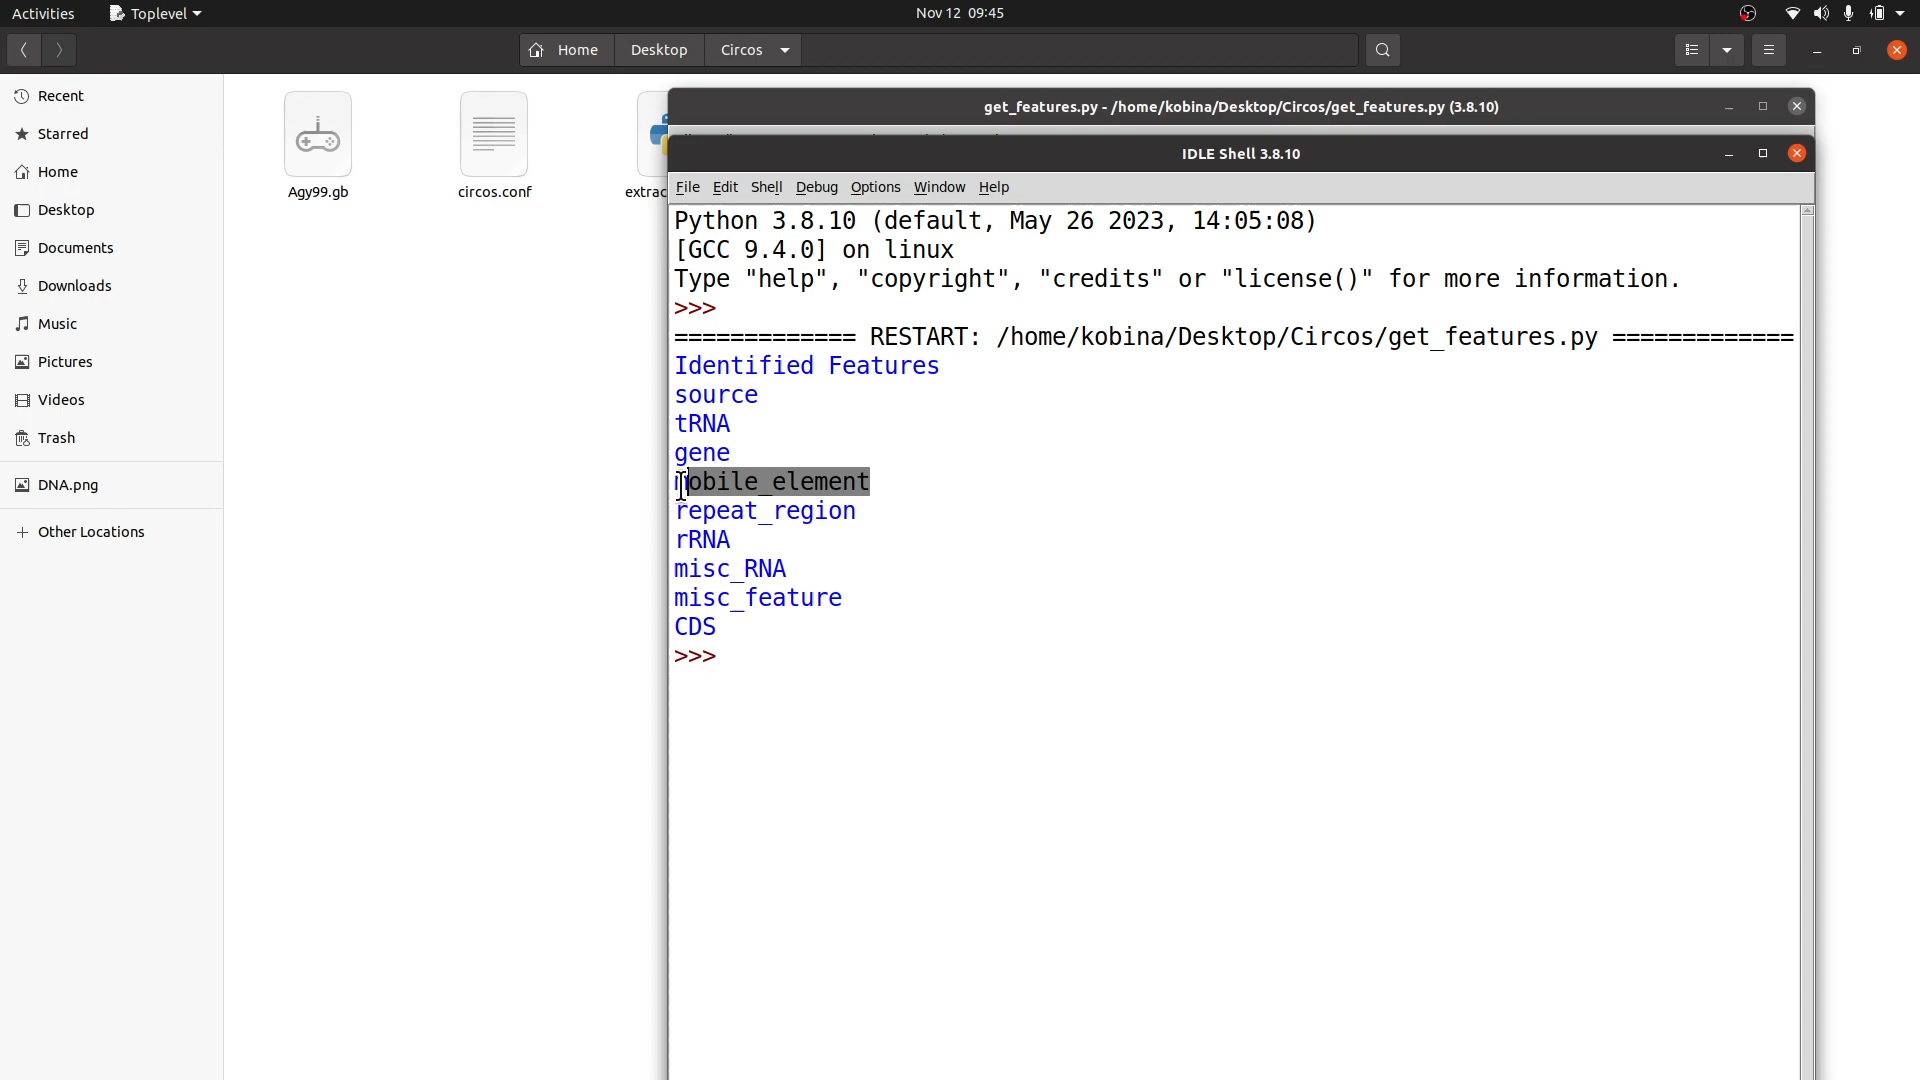 Activities Toplevel Nov 12 09:45
Home Desktop Circos
Recent
Starred
Home
Desktop
Documents
Downloads
Music
Pictures
Videos
Trash
DNA.png
Other Locations
Agy99.gb
circos.conf
extrac
get_features.py - /home/kobina/Desktop/Circos/get_features.py (3.8.10)
IDLE Shell 3.8.10
File Edit Shell Debug Options Window Help
Python 3.8.10 (default, May 26 2023, 14:05:08)
[GCC 9.4.0] on linux
Type "help", "copyright", "credits" or "license()" for more information.
>>>
============= RESTART: /home/kobina/Desktop/Circos/get_features.py =============
Identified Features
source
tRNA
gene
mobile_element
repeat_region
rRNA
misc_RNA
misc_feature
CDS
>>>